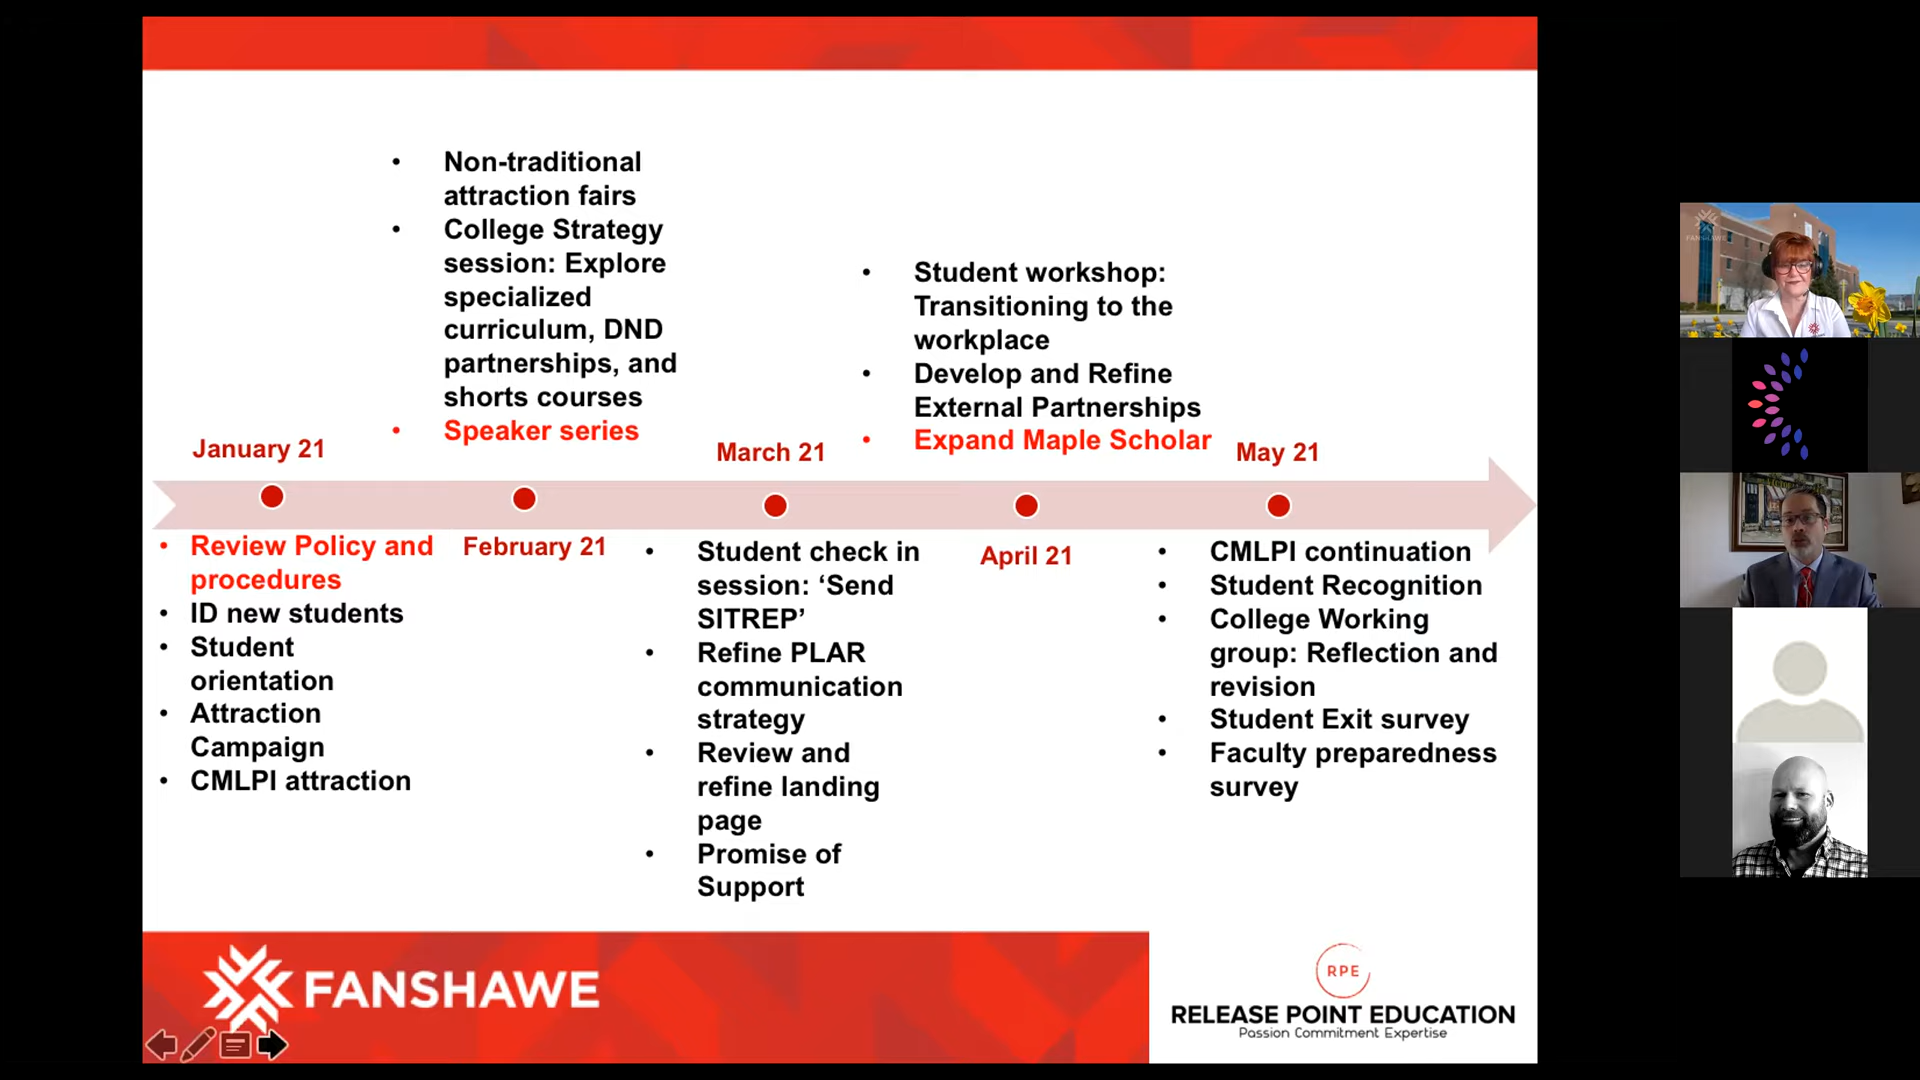 • Non-traditional
attraction fairs
• College Strategy
session: Explore
specialized
curriculum, DND
partnerships, and
shorts courses
• Speaker series
• Student workshop:
Transitioning to the
workplace
• Develop and Refine
External Partnerships
• Expand Maple Scholar
January 21
March 21
May 21
February 21
April 21
• Review Policy and
procedures
• ID new students
• Student
orientation
• Attraction
Campaign
• CMLPI attraction
• Student check in
session: ‘Send
SITREP’
• Refine PLAR
communication
strategy
• Review and
refine landing
page
• Promise of
Support
• CMLPI continuation
• Student Recognition
• College Working
group: Reflection and
revision
• Student Exit survey
• Faculty preparedness
survey
FANSHAWE
RPE
RELEASE POINT EDUCATION
Passion Commitment Expertise
FANSHAWE